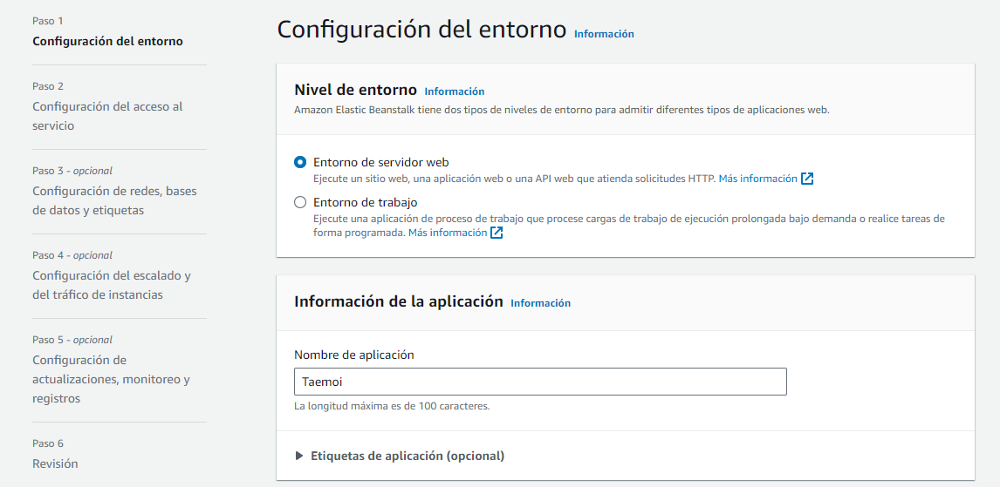 Paso 1
Configuración del entorno
Paso 2
Configuración del acceso al
servicio
Paso 3 - opcional
Configuración de redes, bases
de datos y etiquetas
Paso 4 - opcional
Configuración del escalado y
del tráfico de instancias
Paso 5 - opcional
Configuración de
actualizaciones, monitoreo y
registros
Paso 6
Revisión
Configuración del entorno Información
Nivel de entorno Información
Amazon Elastic Beanstalk tiene dos tipos de niveles de entorno para admitir diferentes tipos de aplicaciones web.
Entorno de servidor web
Ejecute un sitio web, una aplicación web o una API web que atienda solicitudes HTTP. Más información
Entorno de trabajo
Ejecute una aplicación de proceso de trabajo que procese cargas de trabajo de ejecución prolongada bajo demanda o realice tareas de
forma programada. Más información
Información de la aplicación Información
Nombre de aplicación
Taemoi
La longitud máxima es de 100 caracteres.
Etiquetas de aplicación (opcional)